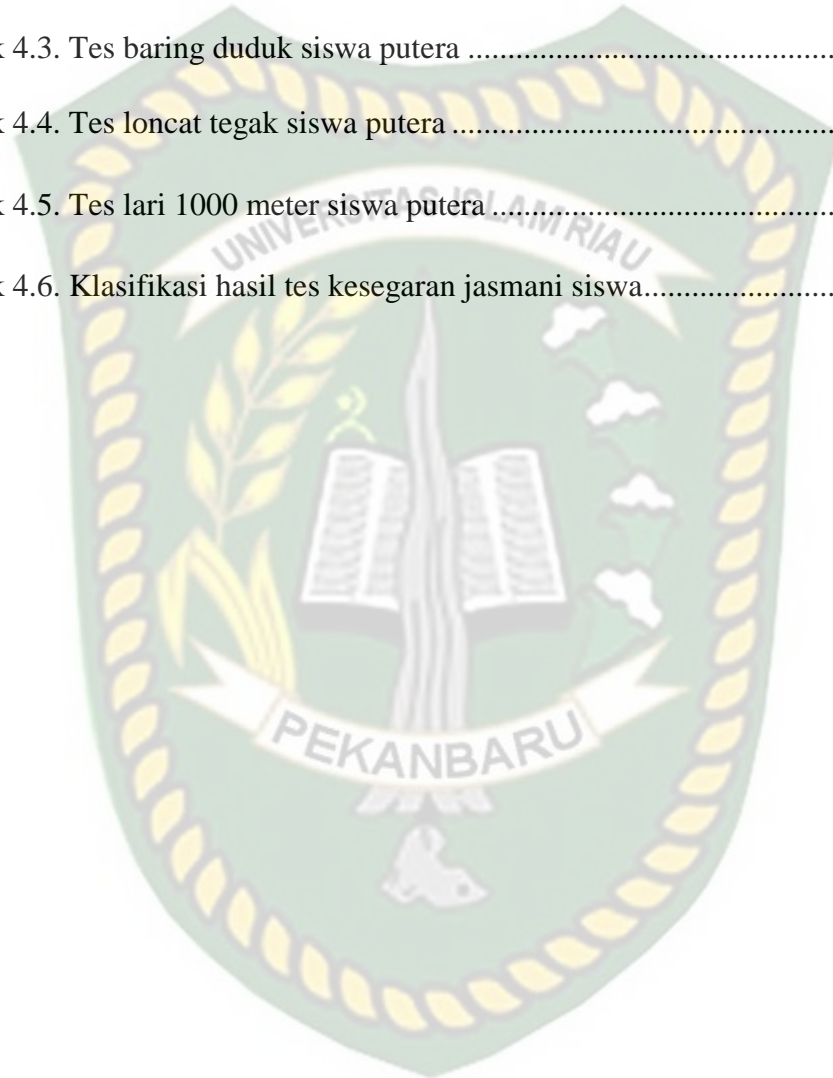 k 4.3. Tes baring duduk siswa putera ..............................................
k 4.4. Tes loncat tegak siswa putera ................................................
k 4.5. Tes lari 1000 meter siswa putera ...........................................
k 4.6. Klasifikasi hasil tes kesegaran jasmani siswa........................
UNIVERSITAS ISLAM RIAU
PEKANBARU